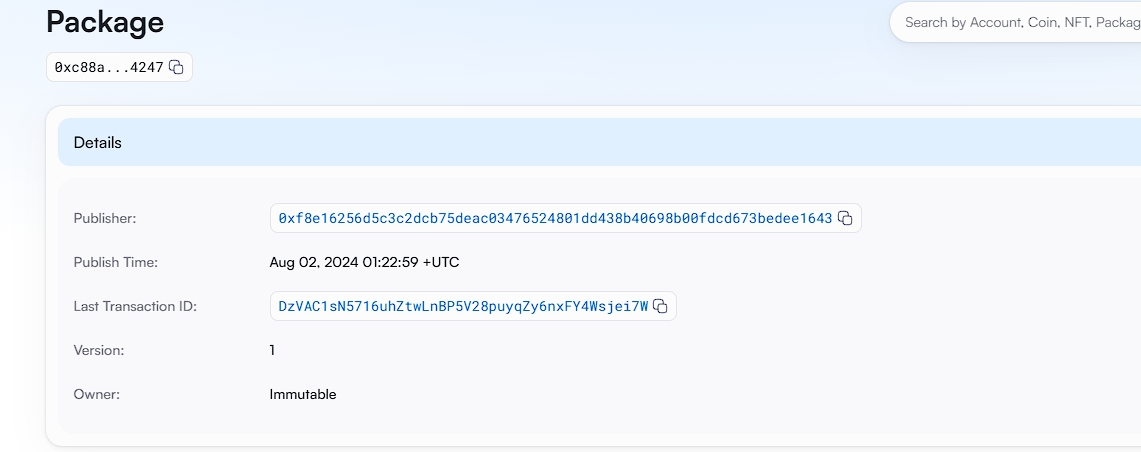 Package
Search by Account, Coin, NFT, Packag
0xc88a...4247
Details
Publisher: 0xf8e16256d5c3c2dcb75deac03476524801dd438b40698b00fdcd673bedee1643
Publish Time: Aug 02, 2024 01:22:59 +UTC
Last Transaction ID: DzVAC1sN5716uhZtwLnBP5V28puyqZy6nxFY4Wsjei7W
Version: 1
Owner: Immutable